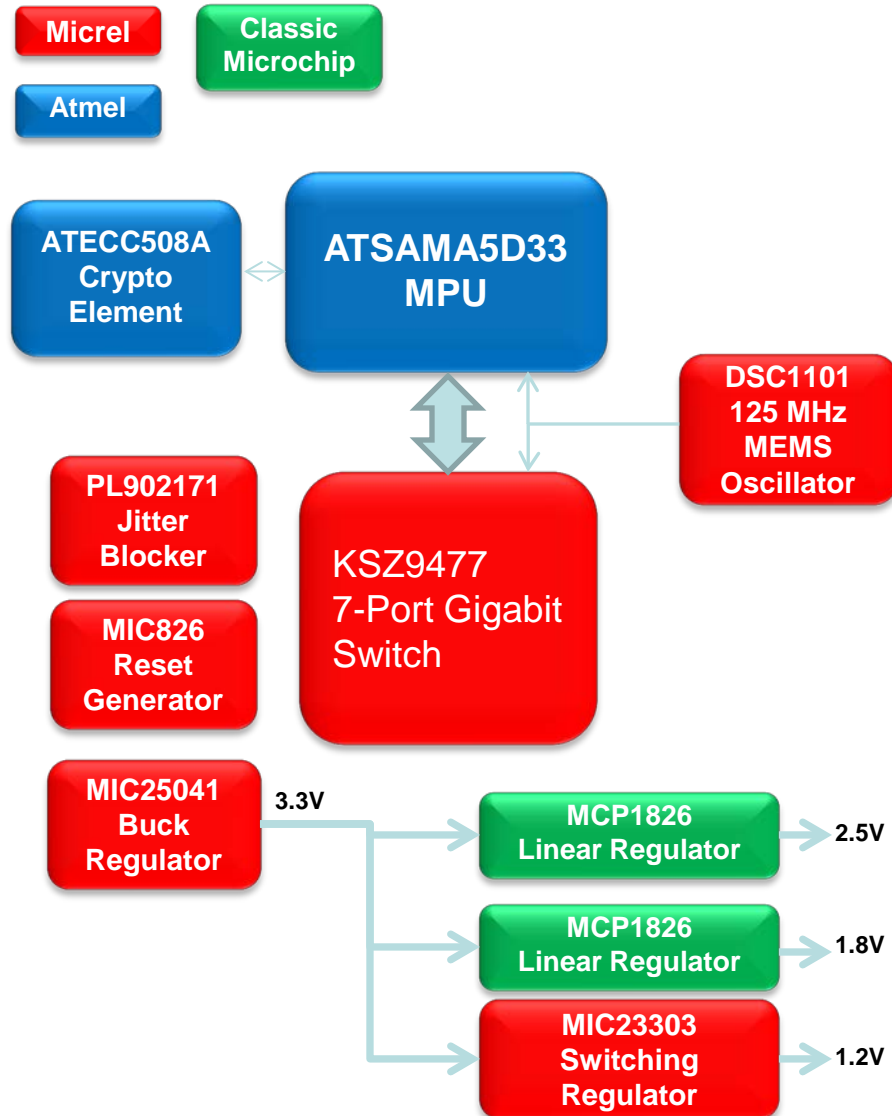 Micrel
Classic
Microchip
Atmel
ATECC508A
Crypto
Element
ATSAMA5D33
MPU
DSC1101
125 MHz
MEMS
Oscillator
PL902171
Jitter
Blocker
KSZ9477
7-Port Gigabit
Switch
MIC826
Reset
Generator
MIC25041
Buck
Regulator
3.3V
MCP1826
Linear Regulator
2.5V
MCP1826
Linear Regulator
1.8V
MIC23303
Switching
Regulator
1.2V